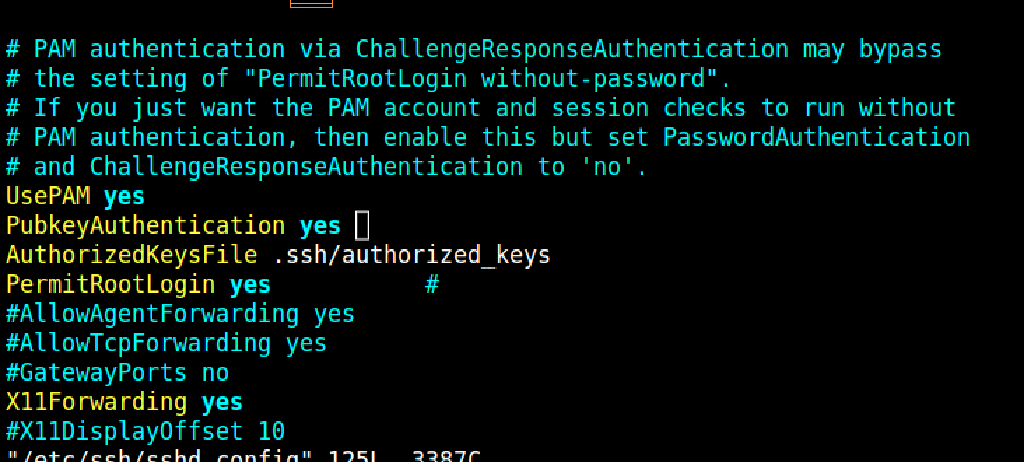 # PAM authentication via ChallengeResponseAuthentication may bypass
# the setting of "PermitRootLogin without-password".
# If you just want the PAM account and session checks to run without
# PAM authentication, then enable this but set PasswordAuthentication
# and ChallengeResponseAuthentication to 'no'.
UsePAM yes
PubkeyAuthentication yes
AuthorizedKeysFile .ssh/authorized_keys
PermitRootLogin yes           #
#AllowAgentForwarding yes
#AllowTcpForwarding yes
#GatewayPorts no
X11Forwarding yes
#X11DisplayOffset 10
"/etc/ssh/sshd_config" 125L, 3387C